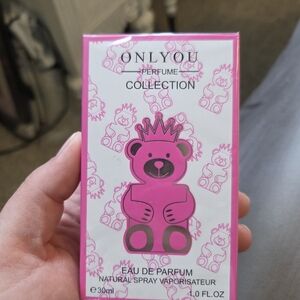 ONLYOU
PERFUME
COLLECTION
EAU DE PARFUM
NATURAL SPRAY VAPORISATEUR
e 30ml 1.0 FL.OZ